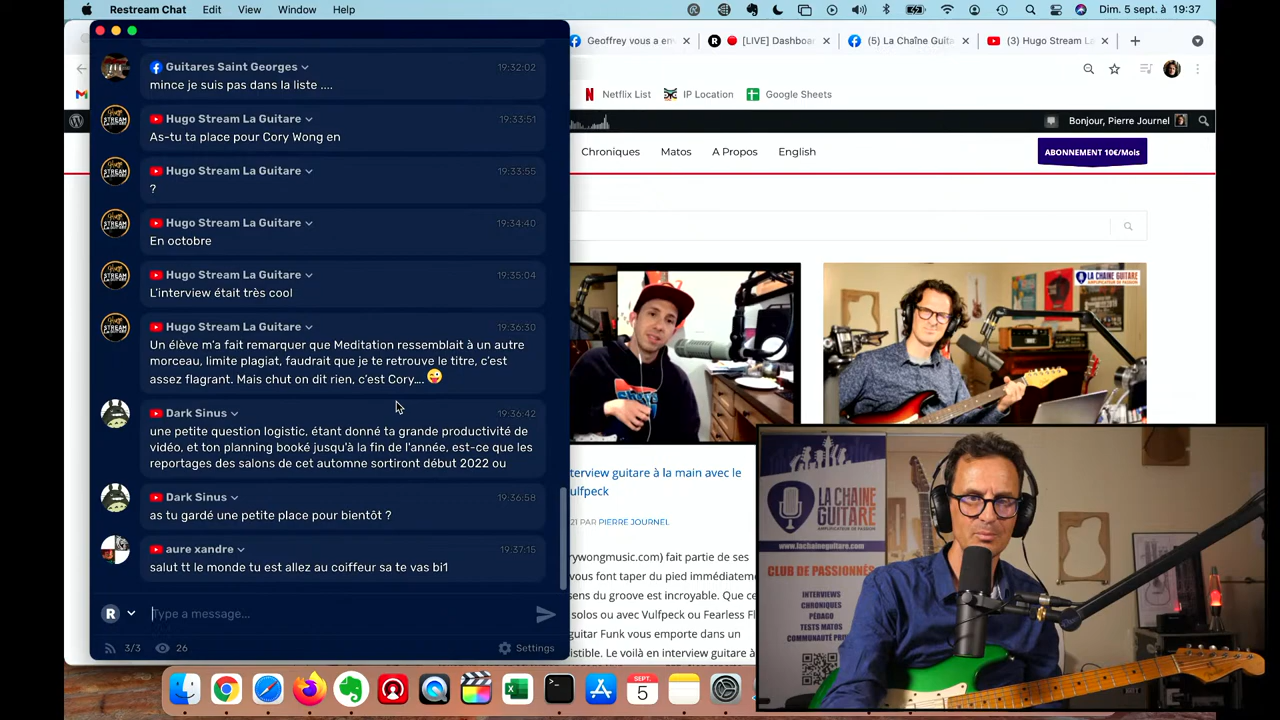 Restream Chat Edit View Window Help
Dim. 5 sept. à 19:37
Guitares Saint Georges 19:32:02
mince je suis pas dans la liste ....
Hugo Stream La Guitare 19:33:51
As-tu ta place pour Cory Wong en
Hugo Stream La Guitare 19:33:55
?
Hugo Stream La Guitare 19:34:40
En octobre
Hugo Stream La Guitare 19:35:04
L'interview était très cool
Hugo Stream La Guitare 19:36:30
Un élève m'a fait remarquer que Meditation ressemblait à un autre
morceau, limite plagiat, faudrait que je te retrouve le titre, c'est
assez flagrant. Mais chut on dit rien, c'est Cory…. 😜
Dark Sinus 19:36:42
une petite question logistic, étant donné ta grande productivité de
vidéo, et ton planning booké jusqu'à la fin de l'année, est-ce que les
reportages des salons de cet automne sortiront début 2022 ou
Dark Sinus 19:36:58
as tu gardé une petite place pour bientôt ?
aure xandre 19:37:15
salut tt le monde tu est allez au coiffeur sa te vas bi1
R Type a message...
3/3 26 Settings
Geoffrey vous a en
[LIVE] Dashboa
(5) La Chaîne Guita
(3) Hugo Stream La
Netflix List IP Location Google Sheets
Bonjour, Pierre Journel
Chroniques Matos A Propos English
ABONNEMENT 10€/Mois
LA CHAINE
GUITARE
AMPLIFICATEUR DE PASSION
terview guitare à la main avec le
ulfpeck
21 PAR PIERRE JOURNEL
rywongmusic.com) fait partie de ses
vous font taper du pied immédiateme
sens du groove est incroyable. Que ce
solos ou avec Vulfpeck ou Fearless Fl
guitar Funk vous emporte dans un
istible. Le voilà en interview guitare à
LA CHAINE
GUITARE
AMPLIFICATEUR DE PASSION
www.lachaineguitare.com
CLUB DE PASSIONNÉS
INTERVIEWS
CHRONIQUES
PÉDAGO
TESTS MATOS
COMMUNAUTÉ PRIVÉE
SEPT.
5